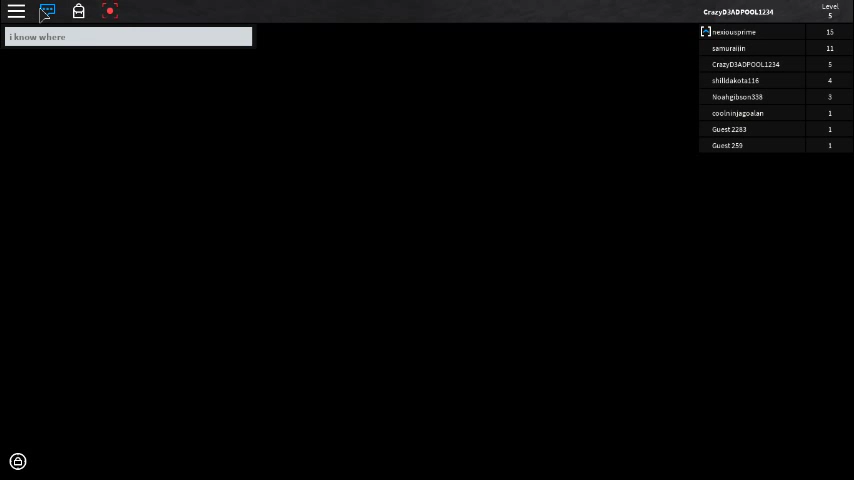 CrazyD3ADPOOL1234 Level
5
i know where
nexiousprime 15
samuraijin 11
CrazyD3ADPOOL1234 5
shilldakota116 4
Noahgibson338 3
coolninjagoalan 1
Guest 2283 1
Guest 259 1